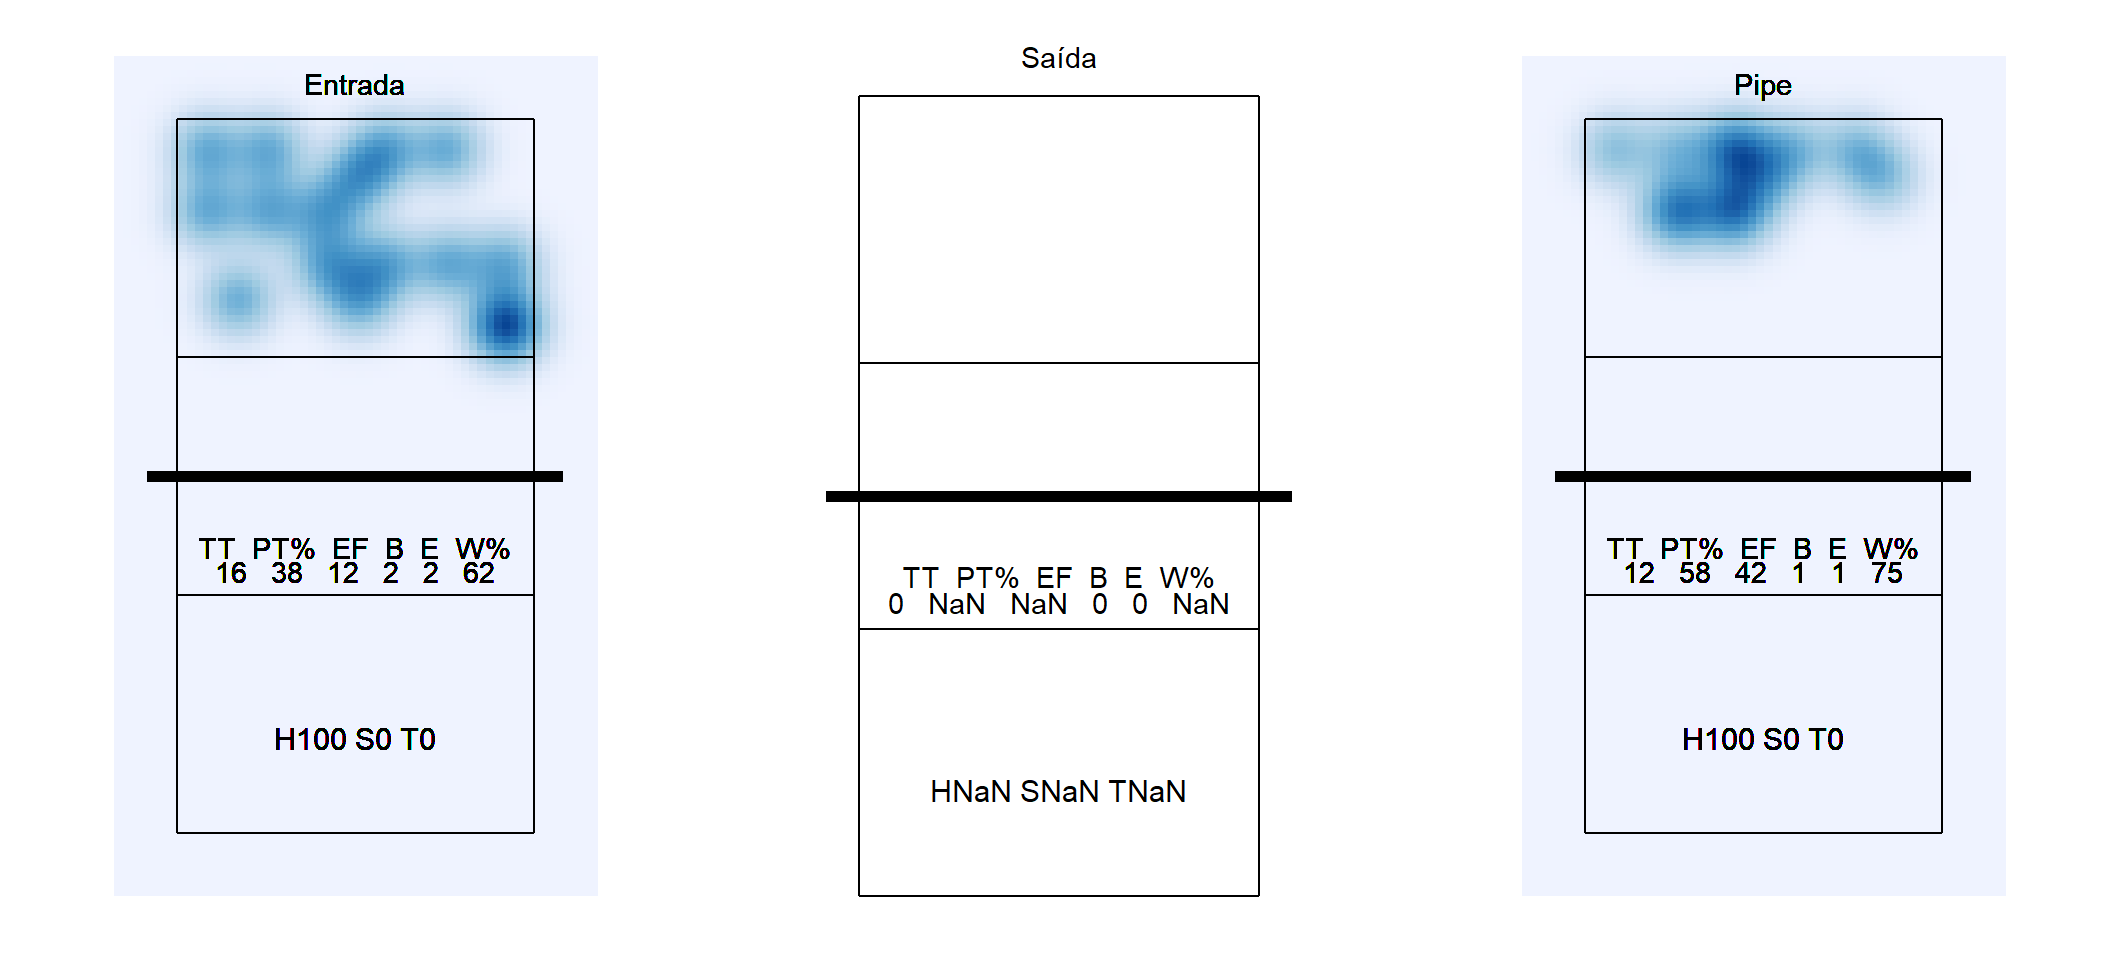 Entrada
TT PT% EF B E W%
16 38 12 2 2 62
H100 S0 T0
Saída
TT PT% EF B E W%
0 NaN NaN 0 0 NaN
HNaN SNaN TNaN
Pipe
TT PT% EF B E W%
12 58 42 1 1 75
H100 S0 T0